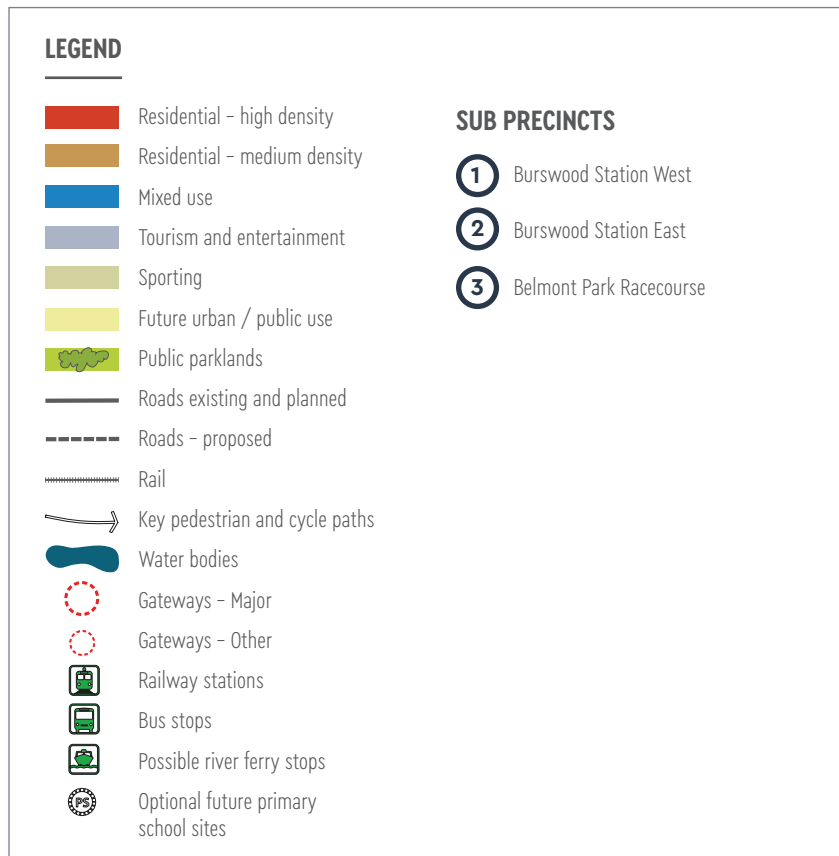 LEGEND
Residential – high density
Residential – medium density
Mixed use
Tourism and entertainment
Sporting
Future urban / public use
Public parklands
Roads existing and planned
Roads – proposed
Rail
Key pedestrian and cycle paths
Water bodies
Gateways – Major
Gateways – Other
Railway stations
Bus stops
Possible river ferry stops
PS
Optional future primary
school sites
SUB PRECINCTS
1 Burswood Station West
2 Burswood Station East
3 Belmont Park Racecourse